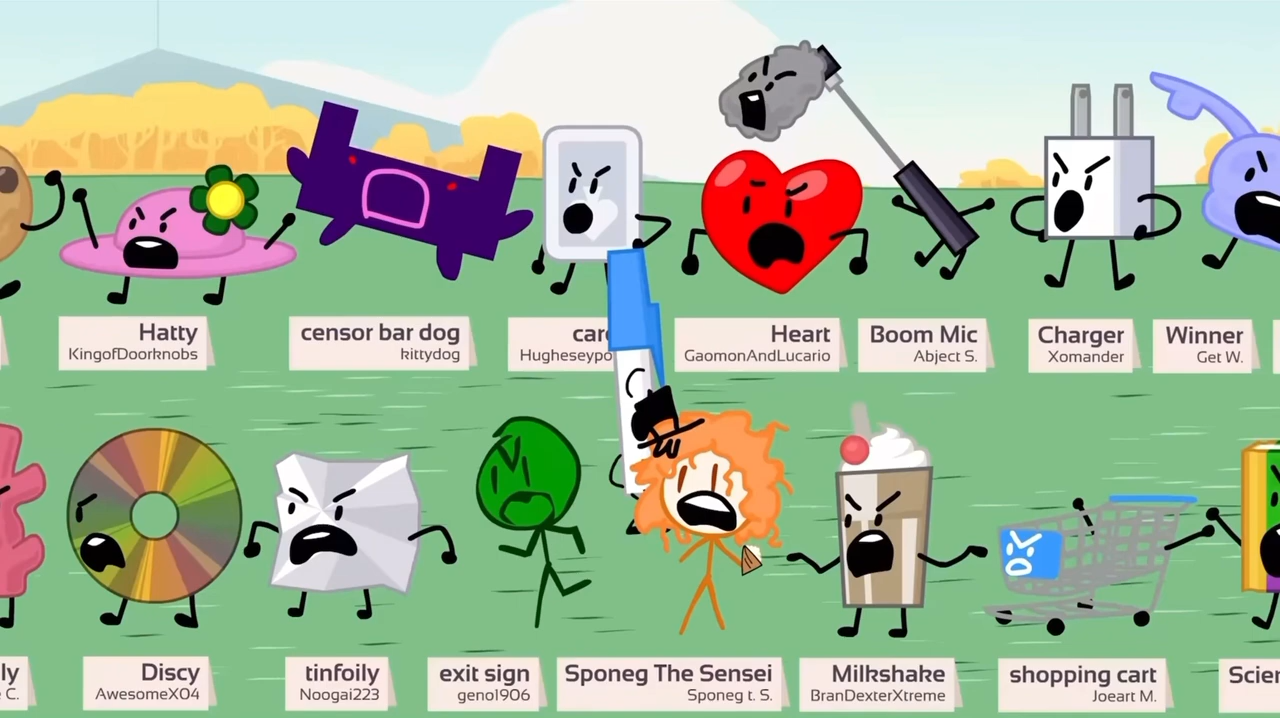 Hatty
KingofDoorknobs
censor bar dog
kittydog
Heart
GaomonAndLucario
Boom Mic
Abject S.
Charger
Xomander
Winner
Get W.
ly
C.
Discy
AwesomeX04
tinfoily
Noogai223
exit sign
geno1906
Sponeg The Sensei
Sponeg t. S.
Milkshake
BranDexterXtreme
shopping cart
Joeart M.